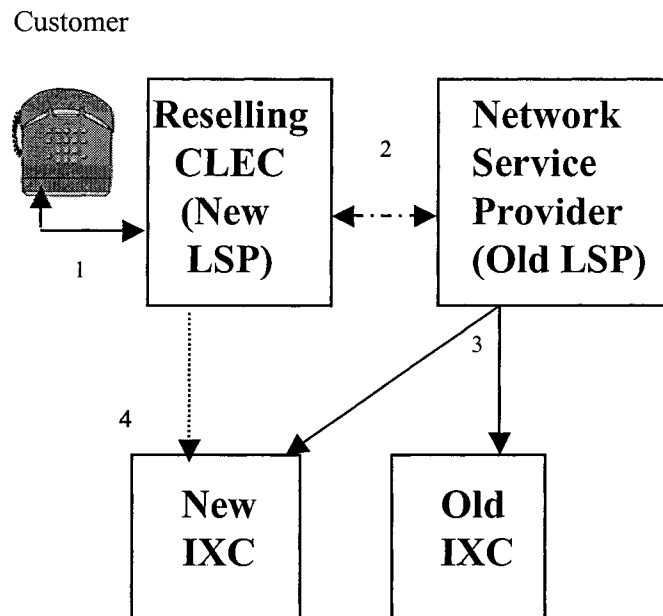 Customer
Reselling
CLEC
(New
LSP)
2
Network
Service
Provider
(Old LSP)
1
3
4
New
IXC
Old
IXC